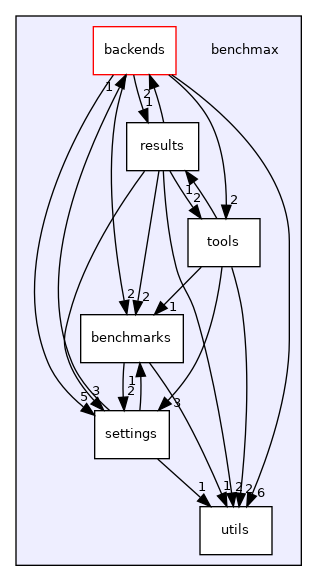 backends benchmax
1 2 1
results
1 2 2
tools
2 2 1
benchmarks
1 2
5 3 3
settings
1 1 2 2 6
utils